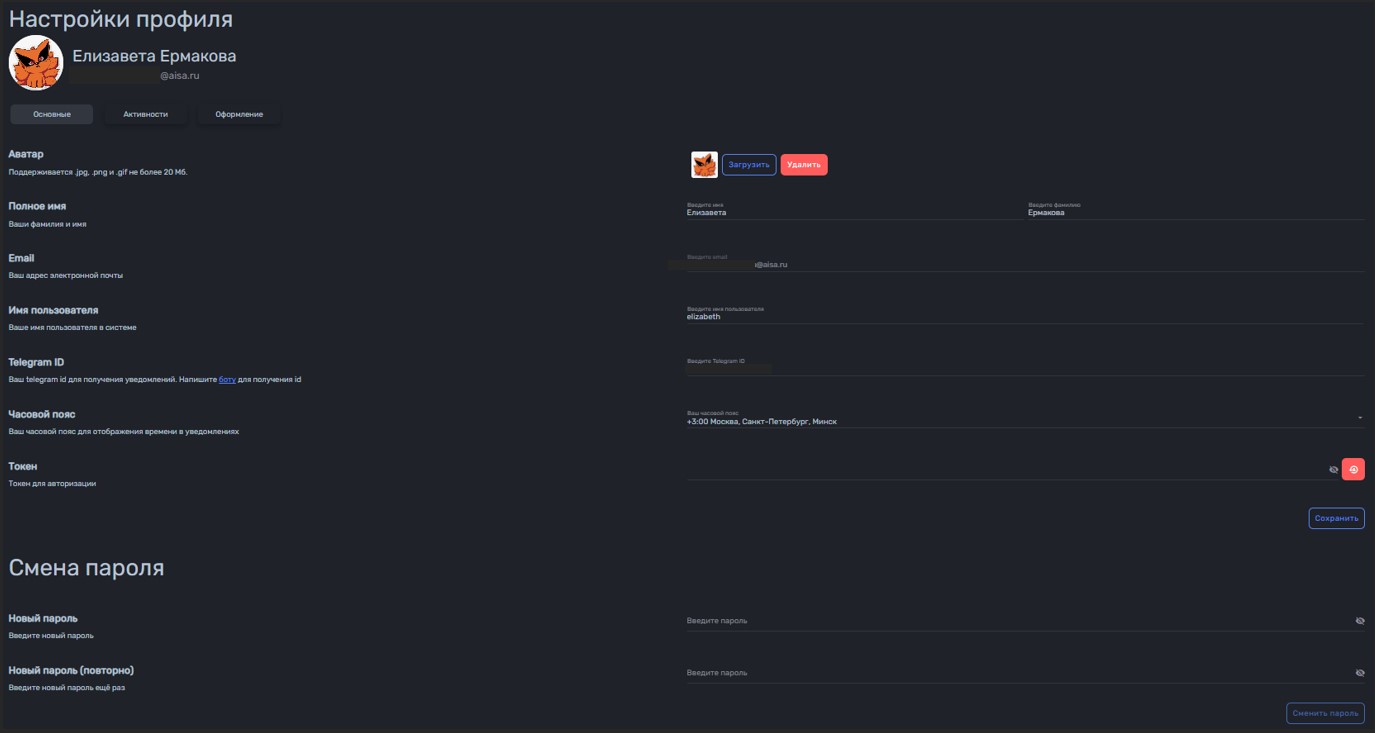 Настройки профиля
Елизавета Ермакова
@aisa.ru
Основные Активности Оформление
Аватар
Поддерживается .jpg, .png и .gif не более 20 Мб.
Загрузить Удалить
Полное имя
Ваши фамилия и имя
Введите имя Введите фамилию
Елизавета Ермакова
Email
Ваш адрес электронной почты
Введите email
@aisa.ru
Имя пользователя
Ваше имя пользователя в системе
Введите имя пользователя
elizabeth
Telegram ID
Ваш telegram id для получения уведомлений. Напишите боту для получения id
Введите Telegram ID
Часовой пояс
Ваш часовой пояс для отображения времени в уведомлениях
Ваш часовой пояс
+3:00 Москва, Санкт-Петербург, Минск
Токен
Токен для авторизации
Сохранить
Смена пароля
Новый пароль
Введите новый пароль
Введите пароль
Новый пароль (повторно)
Введите новый пароль ещё раз
Введите пароль
Сменить пароль